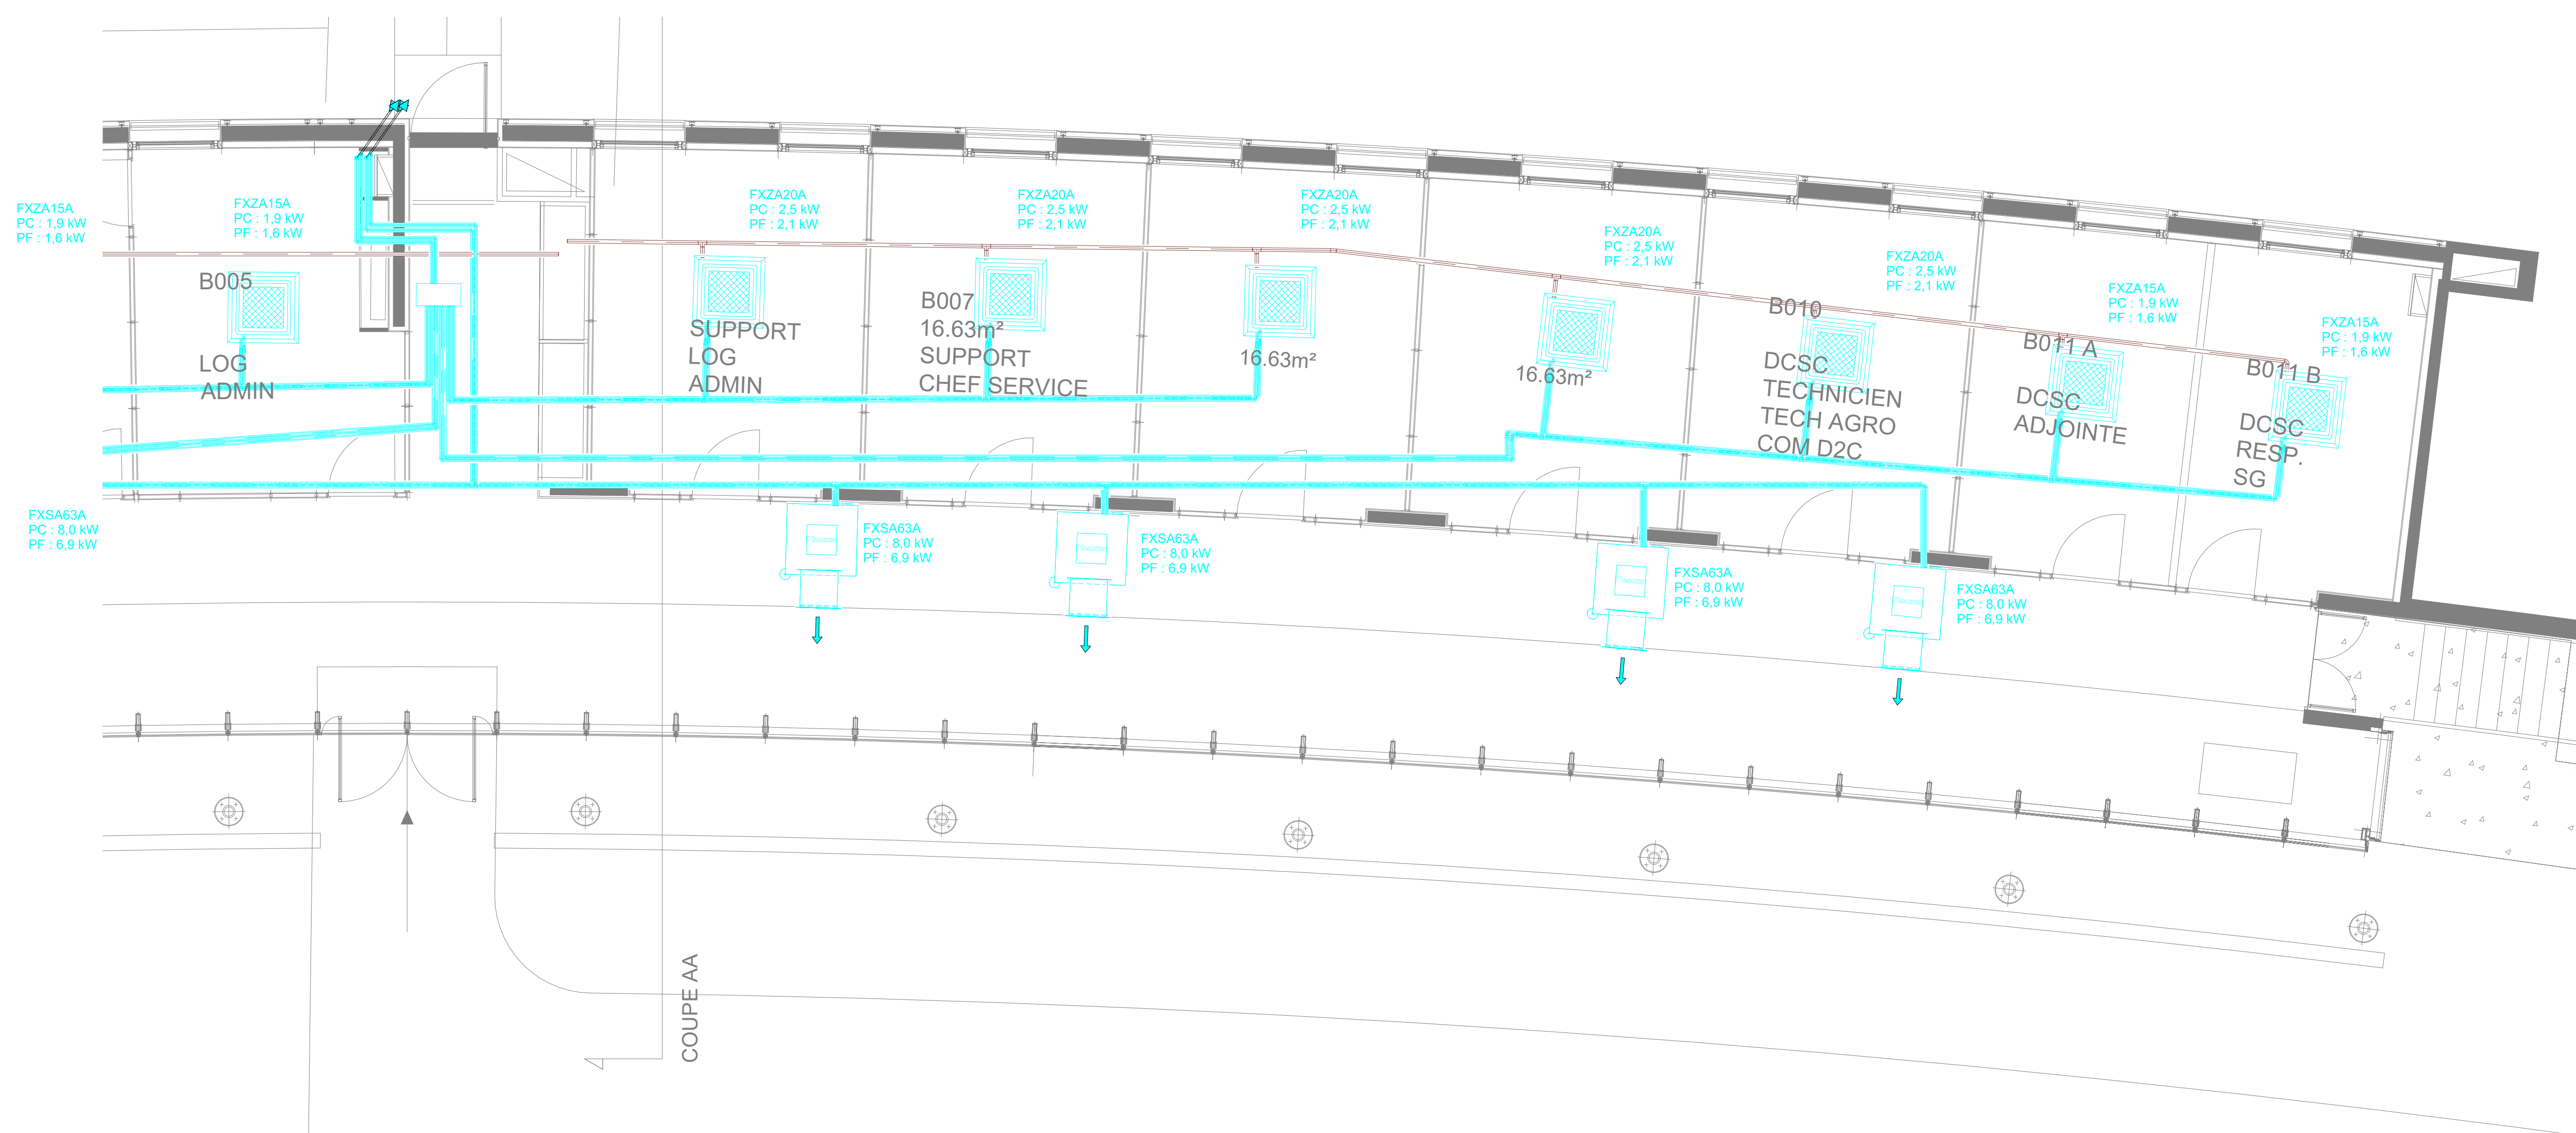 FXZA15A
PC : 1,9 kW
PF : 1,6 kW
FXZA15A
PC : 1,9 kW
PF : 1,6 kW
FXZA20A
PC : 2,5 kW
PF : 2,1 kW
FXZA20A
PC : 2,5 kW
PF : 2,1 kW
FXZA20A
PC : 2,5 kW
PF : 2,1 kW
FXZA20A
PC : 2,5 kW
PF : 2,1 kW
FXZA20A
PC : 2,5 kW
PF : 2,1 kW
FXZA15A
PC : 1,9 kW
PF : 1,6 kW
FXZA15A
PC : 1,9 kW
PF : 1,6 kW
B005
LOG
ADMIN
SUPPORT
LOG
ADMIN
B007
16.63m²
SUPPORT
CHEF SERVICE
16.63m²
16.63m²
B010
DCSC
TECHNICIEN
TECH AGRO
COM D2C
B011 A
DCSC
ADJOINTE
B011 B
DCSC
RESP.
SG
FXSA63A
PC : 8,0 kW
PF : 6,9 kW
FXSA63A
PC : 8,0 kW
PF : 6,9 kW
FXSA63A
PC : 8,0 kW
PF : 6,9 kW
FXSA63A
PC : 8,0 kW
PF : 6,9 kW
FXSA63A
PC : 8,0 kW
PF : 6,9 kW
COUPE AA